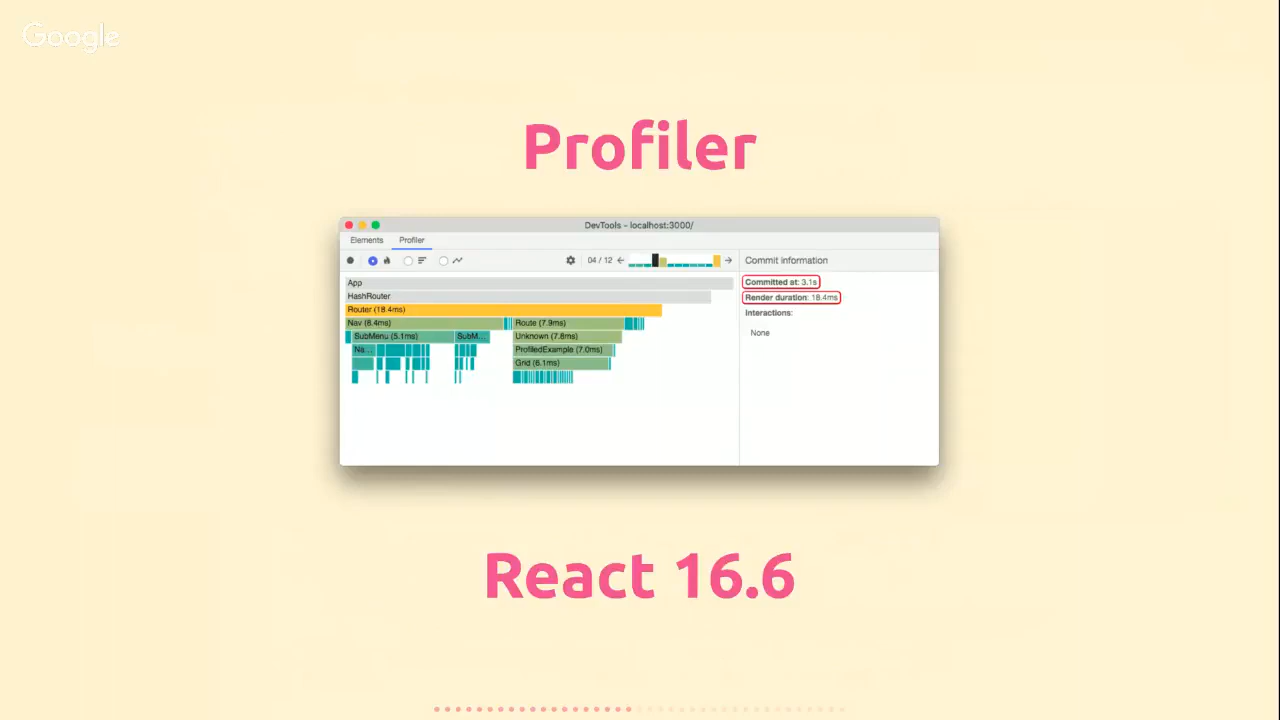 Google
Profiler
DevTools - localhost:3000/
Elements Profiler
04 / 12
Commit information
App
Committed at: 3.1s
HashRouter
Render duration: 18.4ms
Router (18.4ms)
Interactions:
Nav (8.4ms) Route (7.9ms)
None
SubMenu (5.1ms) SubM... Unknown (7.8ms)
Na... ProfiledExample (7.0ms)
Grid (6.1ms)
React 16.6